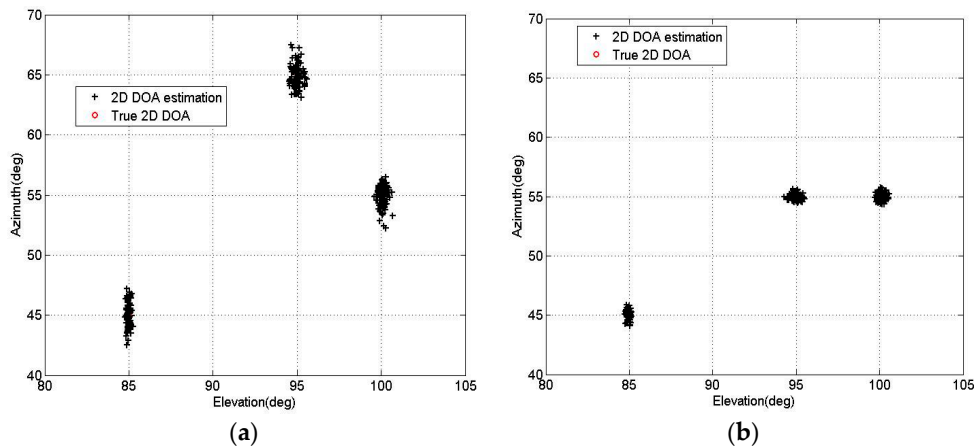 70
65
60
55
50
45
40
Azimuth(deg)
+ 2D DOA estimation
o True 2D DOA
80 85 90 95 100 105
Elevation(deg)
(a)
70
65
60
55
50
45
40
Azimuth(deg)
+ 2D DOA estimation
o True 2D DOA
80 85 90 95 100 105
Elevation(deg)
(b)